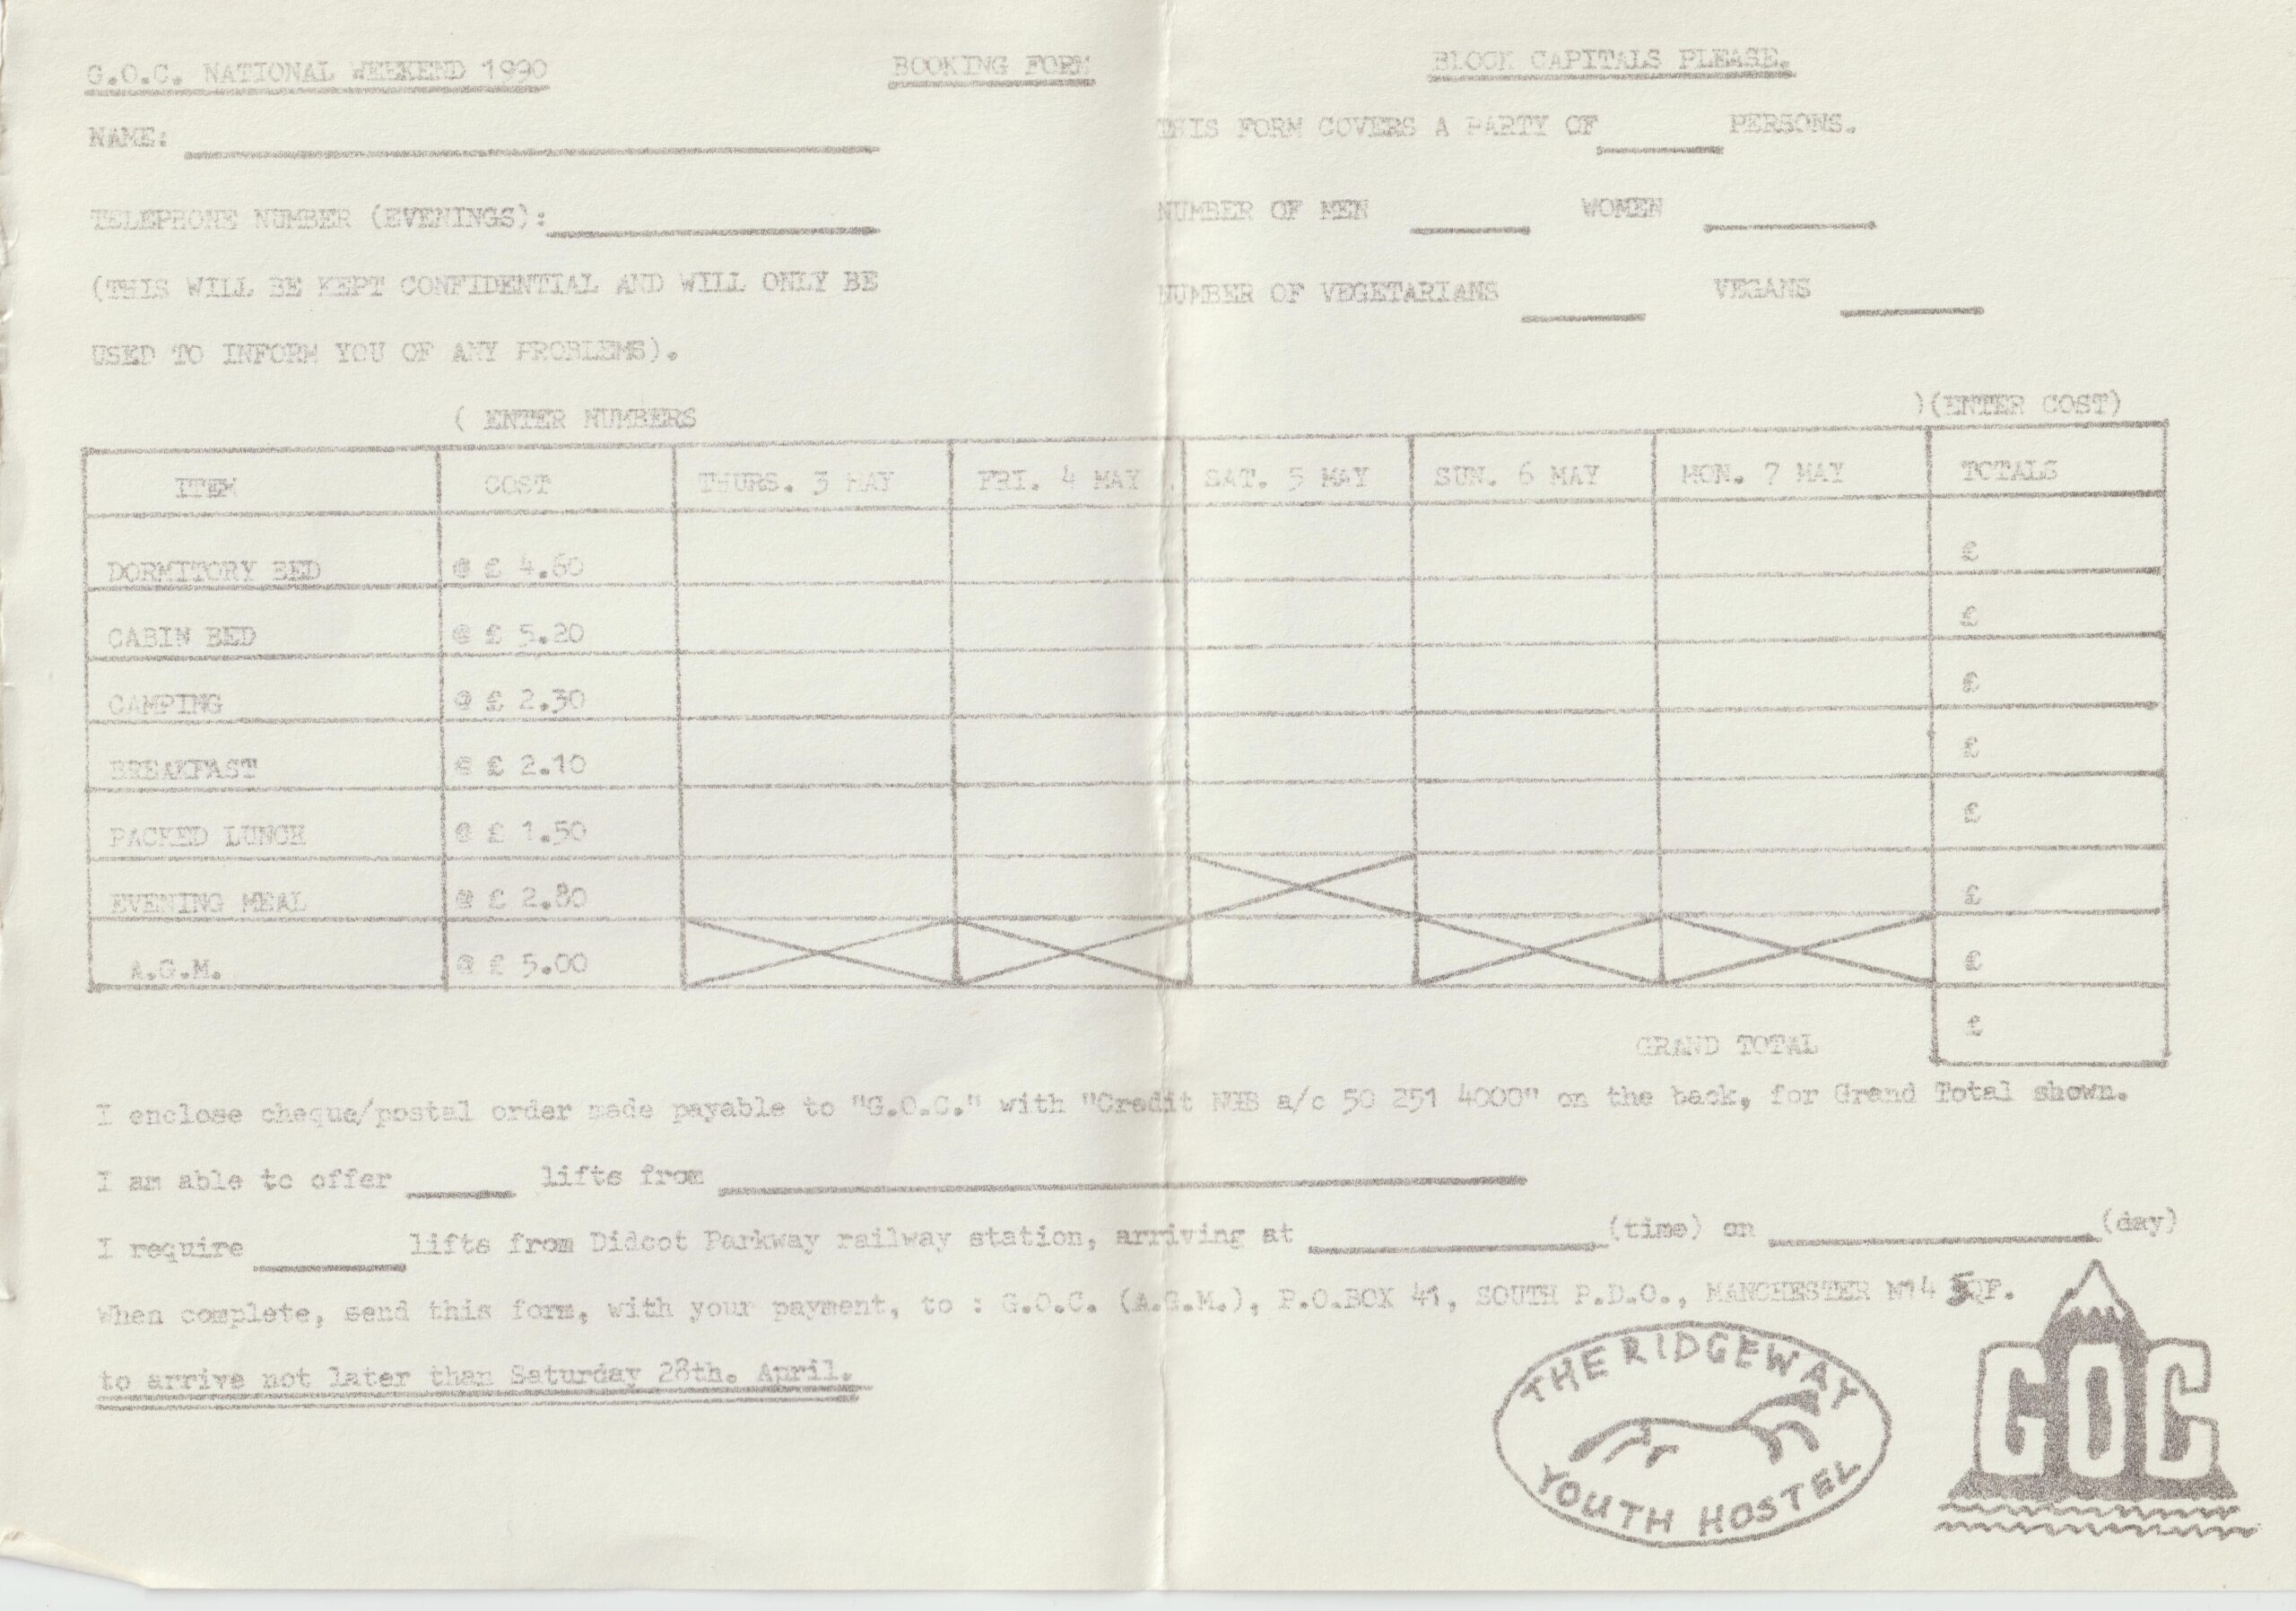 G.O.C. NATIONAL WEEKEND 1990 BOOKING FORM BLOCK CAPITALS PLEASE.
NAME: THIS FORM COVERS A PARTY OF PERSONS.
TELEPHONE NUMBER (EVENINGS): NUMBER OF MEN WOMEN
(THIS WILL BE KEPT CONFIDENTIAL AND WILL ONLY BE NUMBER OF VEGETARIANS VEGANS
USED TO INFORM YOU OF ANY PROBLEMS).
( ENTER NUMBERS )(ENTER COST)
ITEM COST THURS. 3 MAY FRI. 4 MAY SAT. 5 MAY SUN. 6 MAY MON. 7 MAY TOTALS
DORMITORY BED @ £ 4.60 £
CABIN BED @ £ 5.20 £
CAMPING @ £ 2.30 £
BREAKFAST @ £ 2.10 £
PACKED LUNCH @ £ 1.50 £
EVENING MEAL @ £ 2.80 £
A.G.M. @ £ 5.00 £
GRAND TOTAL £
I enclose cheque/postal order made payable to "G.O.C." with "Credit NHB a/c 50 251 4000" on the back, for Grand Total shown.
I am able to offer lifts from
I require lifts from Didcot Parkway railway station, arriving at (time) on (day)
When complete, send this form, with your payment, to : G.O.C. (A.G.M.), P.O.BOX 41, SOUTH P.D.O., MANCHESTER M14 5QF.
to arrive not later than Saturday 28th. April.
THE RIDGEWAY
YOUTH HOSTEL
GOC